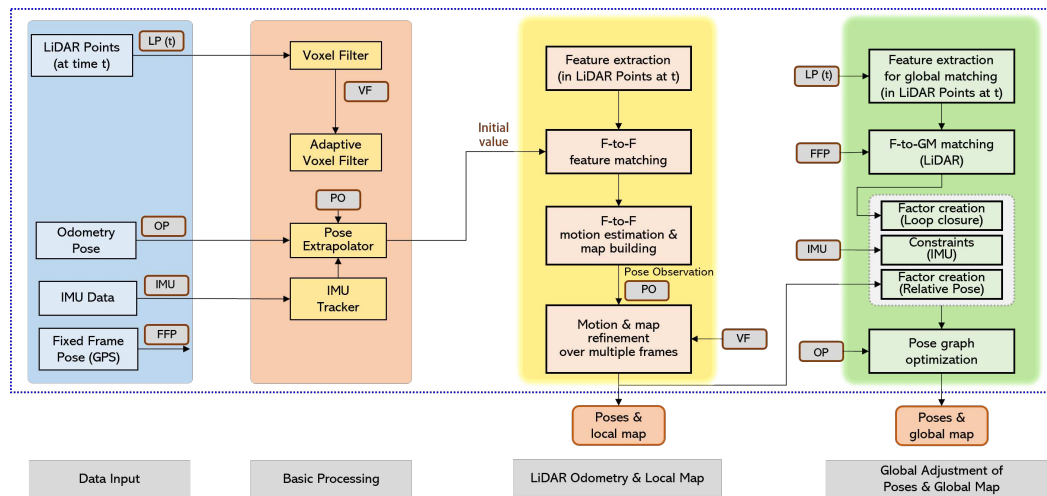 LiDAR Points
(at time t)
LP (t)
Voxel Filter
VF
Adaptive
Voxel Filter
PO
OP
Odometry
Pose
Pose
Extrapolator
IMU
IMU Data
IMU
Tracker
FFP
Fixed Frame
Pose (GPS)
Initial
value
Feature extraction
(in LiDAR Points at t)
F-to-F
feature matching
F-to-F
motion estimation &
map building
Pose Observation
PO
Motion & map
refinement
over multiple frames
VF
Poses &
local map
LP (t)
Feature extraction
for global matching
(in LiDAR Points at t)
FFP
F-to-GM matching
(LiDAR)
Factor creation
(Loop closure)
IMU
Constraints
(IMU)
Factor creation
(Relative Pose)
OP
Pose graph
optimization
Poses &
global map
Data Input
Basic Processing
LiDAR Odometry & Local Map
Global Adjustment of
Poses & Global Map